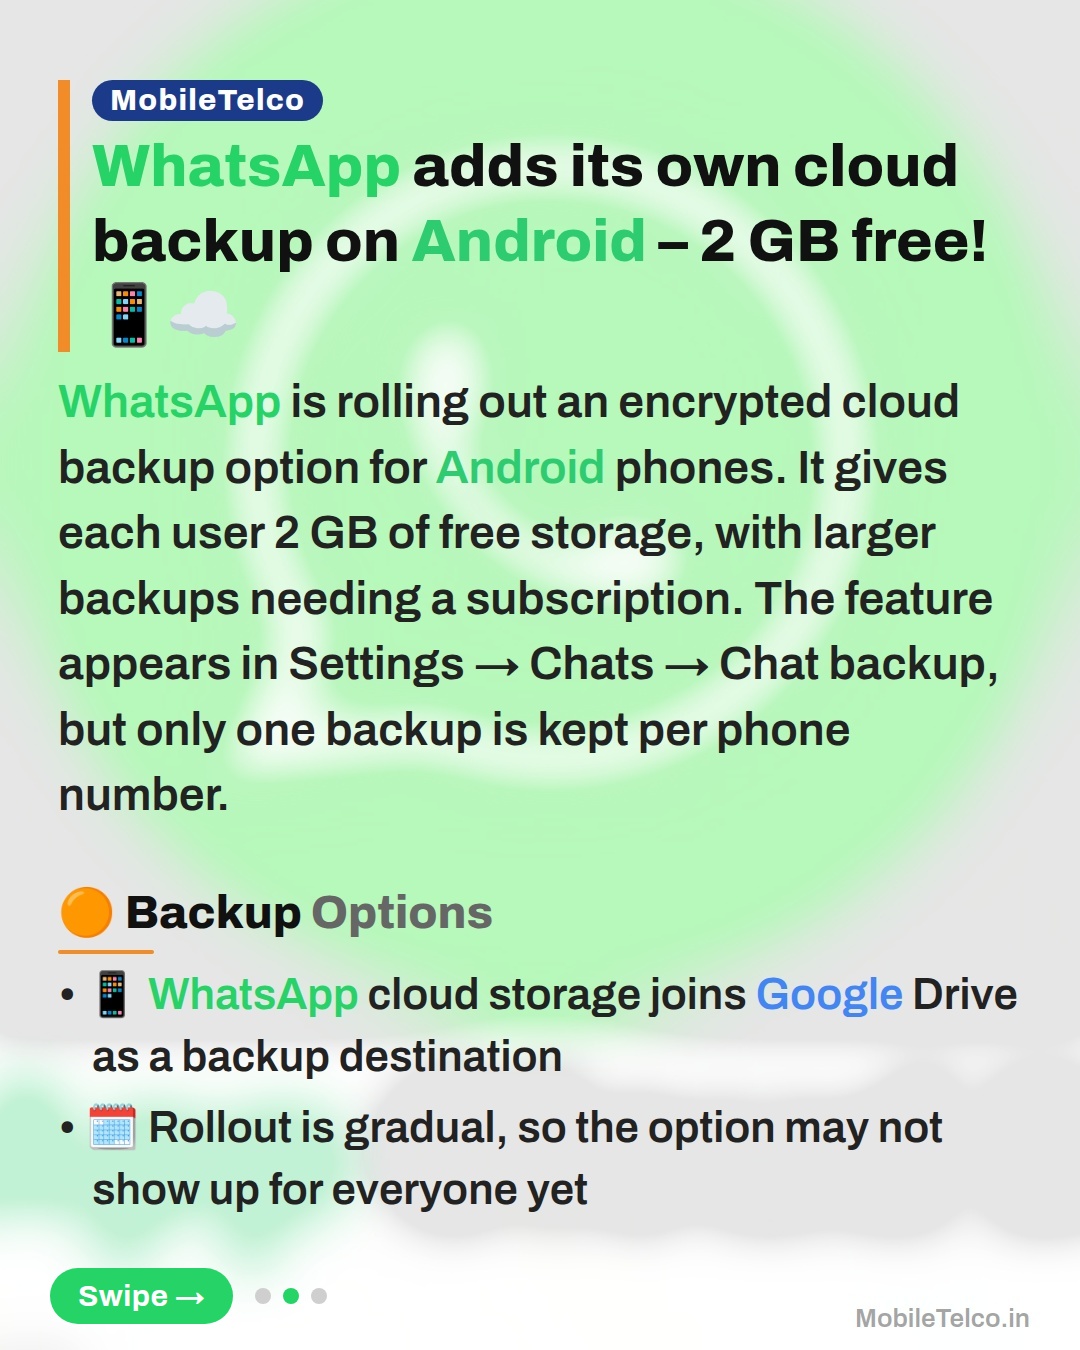 MobileTelco
WhatsApp adds its own cloud
backup on Android – 2 GB free!
📱 ☁️
WhatsApp is rolling out an encrypted cloud
backup option for Android phones. It gives
each user 2 GB of free storage, with larger
backups needing a subscription. The feature
appears in Settings → Chats → Chat backup,
but only one backup is kept per phone
number.
🟠 Backup Options
• 📱 WhatsApp cloud storage joins Google Drive
as a backup destination
• 🗓️ Rollout is gradual, so the option may not
show up for everyone yet
Swipe →
MobileTelco.in